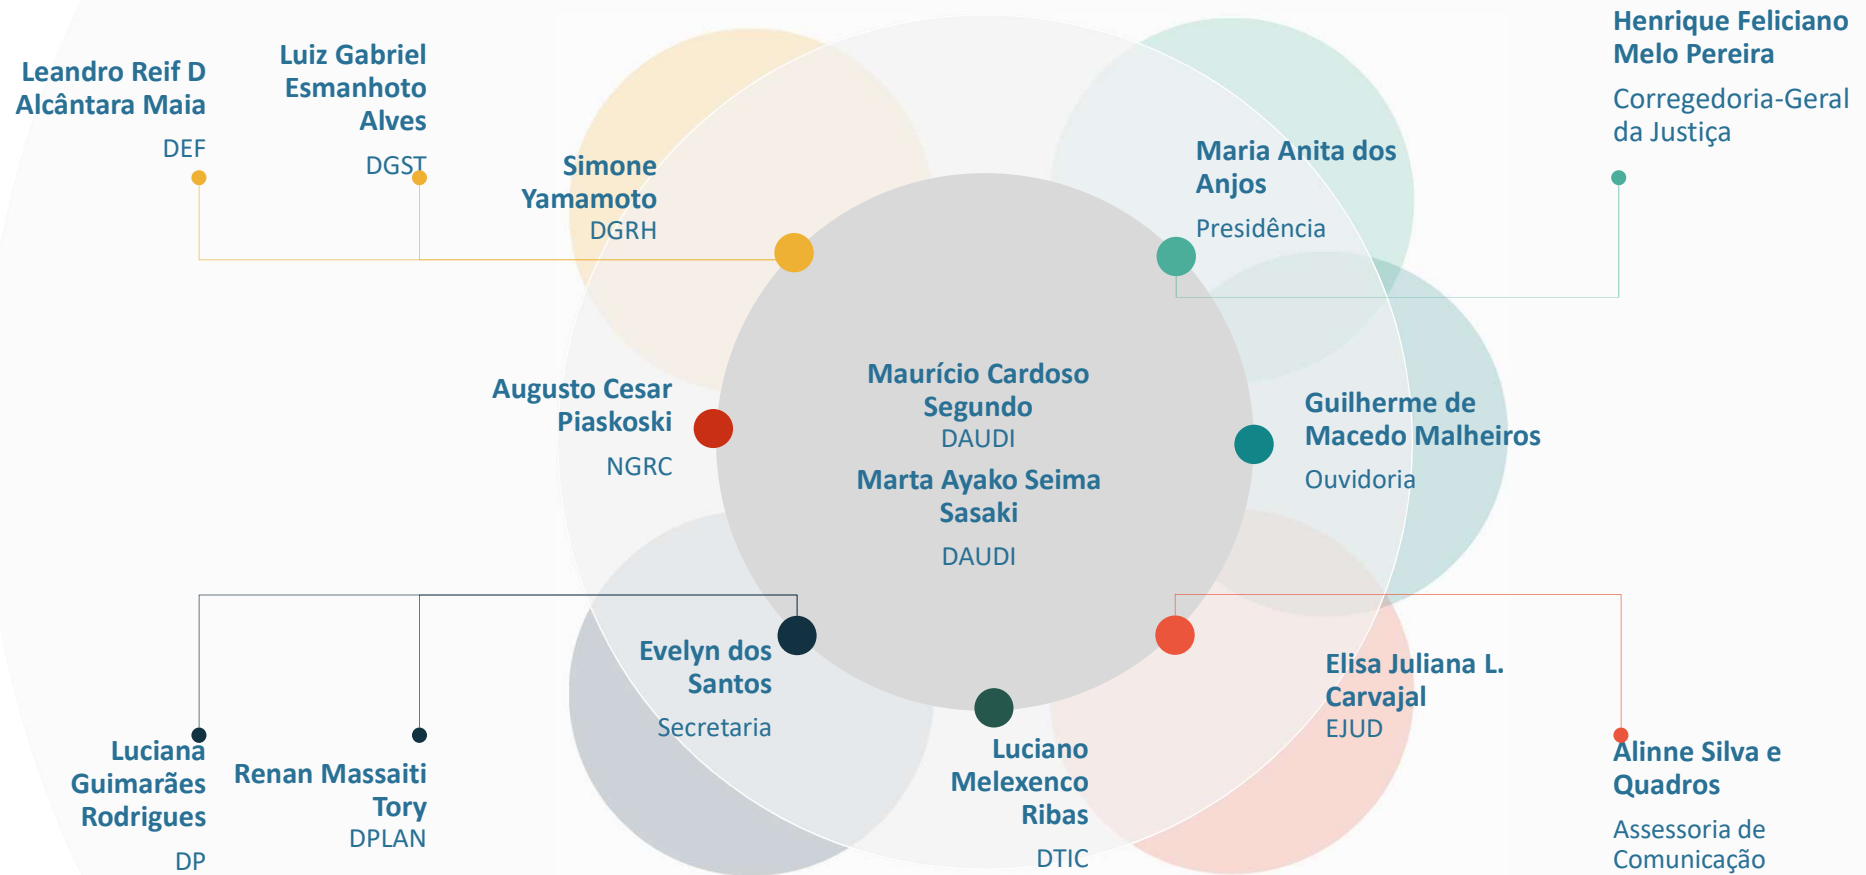 Leandro Reif D
Alcântara Maia
DEF
Luiz Gabriel
Esmanhoto
Alves
DGST
Simone
Yamamoto
DGRH
Maria Anita dos
Anjos
Presidência
Henrique Feliciano
Melo Pereira
Corregedoria-Geral
da Justiça
Augusto Cesar
Piaskoski
NGRC
Maurício Cardoso
Segundo
DAUDI
Marta Ayako Seima
Sasaki
DAUDI
Guilherme de
Macedo Malheiros
Ouvidoria
Evelyn dos
Santos
Secretaria
Elisa Juliana L.
Carvajal
EJUD
Luciana
Guimarães
Rodrigues
DP
Renan Massaiti
Tory
DPLAN
Luciano
Melexenco
Ribas
DTIC
Alinne Silva e
Quadros
Assessoria de
Comunicação